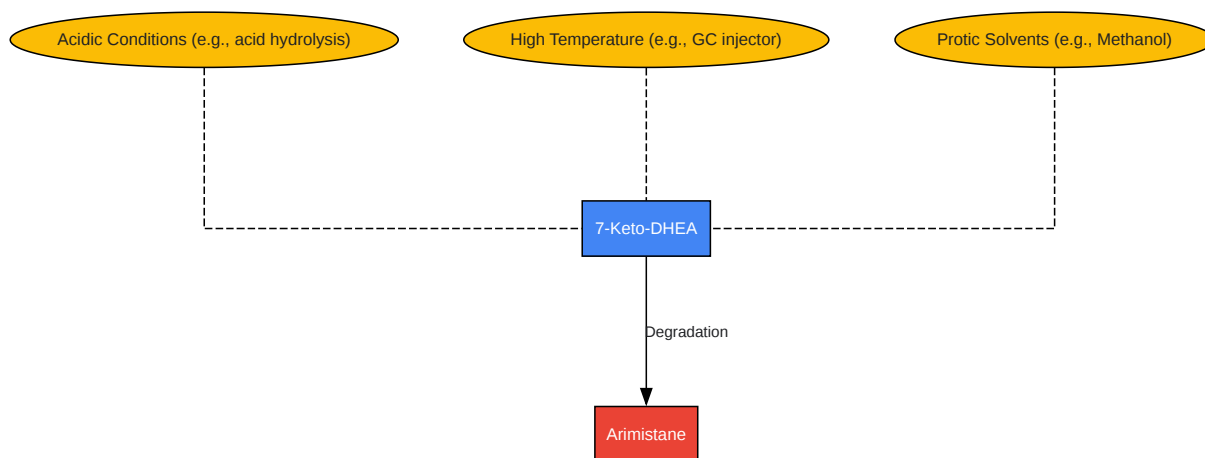 Acidic Conditions (e.g., acid hydrolysis)
High Temperature (e.g., GC injector)
Protic Solvents (e.g., Methanol)
7-Keto-DHEA
Degradation
Arimistane